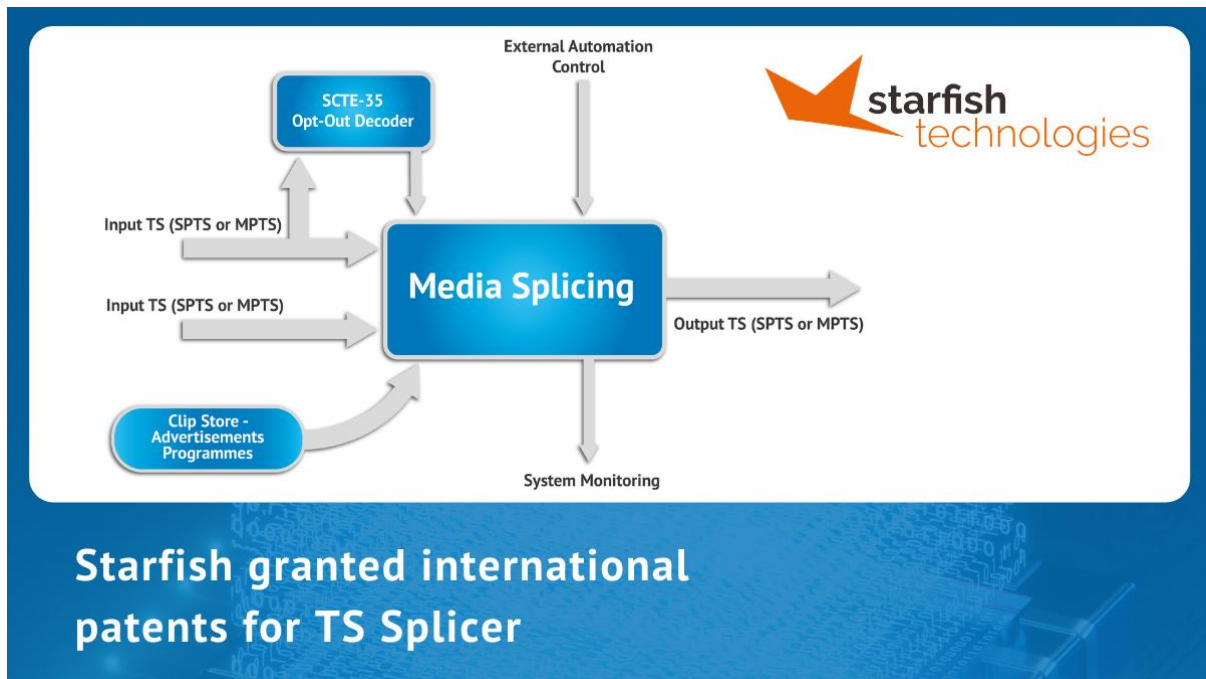 External Automation
Control
SCTE-35
Opt-Out Decoder
starfish
technologies
Input TS (SPTS or MPTS)
Media Splicing
Input TS (SPTS or MPTS)
Output TS (SPTS or MPTS)
Clip Store -
Advertisements
Programmes
System Monitoring
Starfish granted international
patents for TS Splicer